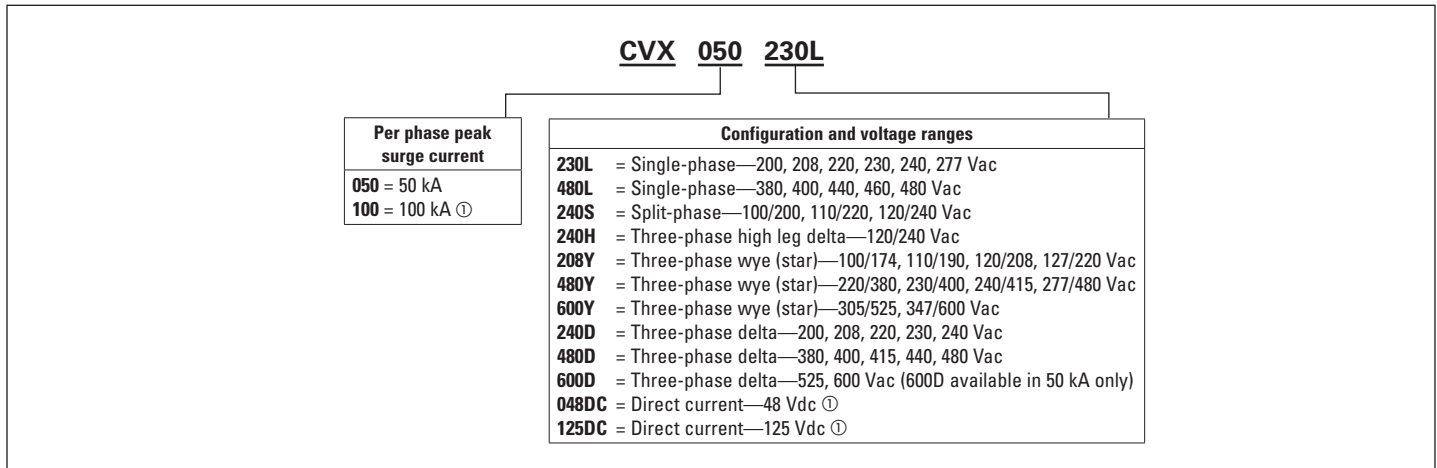 CVX 050 230L
Per phase peak
surge current
050 = 50 kA
100 = 100 kA ①
Configuration and voltage ranges
230L = Single-phase—200, 208, 220, 230, 240, 277 Vac
480L = Single-phase—380, 400, 440, 460, 480 Vac
240S = Split-phase—100/200, 110/220, 120/240 Vac
240H = Three-phase high leg delta—120/240 Vac
208Y = Three-phase wye (star)—100/174, 110/190, 120/208, 127/220 Vac
480Y = Three-phase wye (star)—220/380, 230/400, 240/415, 277/480 Vac
600Y = Three-phase wye (star)—305/525, 347/600 Vac
240D = Three-phase delta—200, 208, 220, 230, 240 Vac
480D = Three-phase delta—380, 400, 415, 440, 480 Vac
600D = Three-phase delta—525, 600 Vac (600D available in 50 kA only)
048DC = Direct current—48 Vdc ①
125DC = Direct current—125 Vdc ①